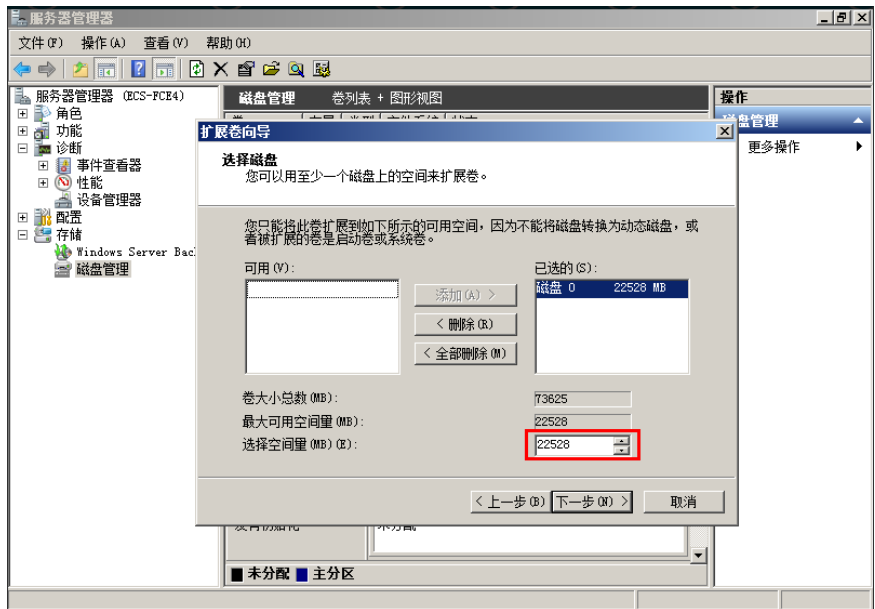 服务器管理器
文件(F) 操作(A) 查看(V) 帮助(H)
服务器管理器 (ECS-FCE4)
角色
功能
诊断
事件查看器
性能
设备管理器
配置
存储
Windows Server Bac
磁盘管理
磁盘管理 卷列表 + 图形视图
扩展卷向导
选择磁盘
您可以用至少一个磁盘上的空间来扩展卷。
您只能将此卷扩展到如下所示的可用空间，因为不能将磁盘转换为动态磁盘，或
者被扩展的卷是启动卷或系统卷。
可用(V):
已选的(S):
添加(A) >
磁盘 0 22528 MB
< 删除(R)
< 全部删除(M)
卷大小总数(MB): 73625
最大可用空间量(MB): 22528
选择空间量(MB)(E): 22528
< 上一步(B) 下一步(N) > 取消
未分配 主分区
操作
磁盘管理
更多操作